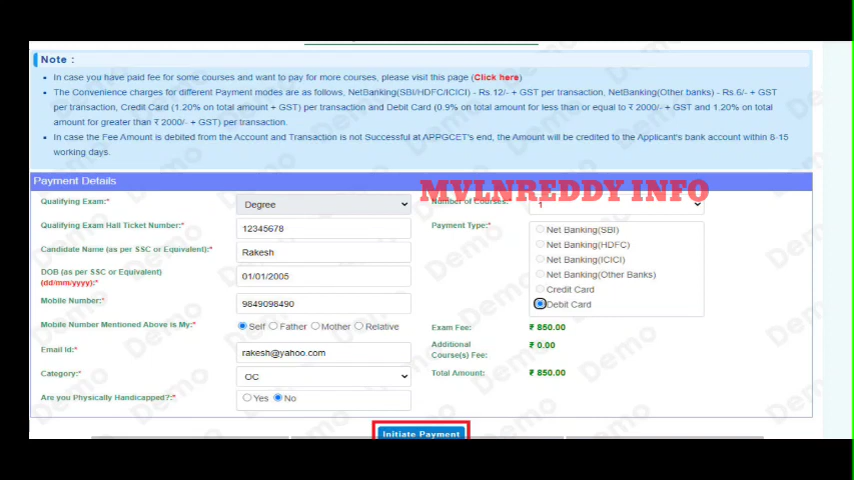 Note :
In case you have paid fee for some courses and want to pay for more courses, please visit this page (Click here)
The Convenience charges for different Payment modes are as follows, NetBanking(SBI/HDFC/ICICI) - Rs 12/- + GST per transaction, NetBanking(Other banks) - Rs 6/- + GST
per transaction, Credit Card (1.20% on total amount + GST) per transaction and Debit Card (0.9% on total amount for less than or equal to ₹ 2000/- + GST and 1.20% on total
amount for greater than ₹ 2000/- + GST) per transaction.
In case the Fee Amount is debited from the Account and Transaction is not Successful at APPGCET's end, the Amount will be credited to the Applicant's bank account within 8-15
working days.
Payment Details
MVLNREDDY INFO
Qualifying Exam:* Degree
Number of Courses:* 1
Qualifying Exam Hall Ticket Number:* 12345678
Payment Type:*
Net Banking(SBI)
Net Banking(HDFC)
Net Banking(ICICI)
Net Banking(Other Banks)
Credit Card
Debit Card
Candidate Name (as per SSC or Equivalent):* Rakesh
DOB (as per SSC or Equivalent)
(dd/mm/yyyy):* 01/01/2005
Mobile Number:* 9849098490
Mobile Number Mentioned Above is My:* Self Father Mother Relative
Exam Fee: ₹ 850.00
Email Id:* rakesh@yahoo.com
Additional
Course(s) Fee: ₹ 0.00
Category:* OC
Total Amount: ₹ 850.00
Are you Physically Handicapped?:* Yes No
Initiate Payment
Demo